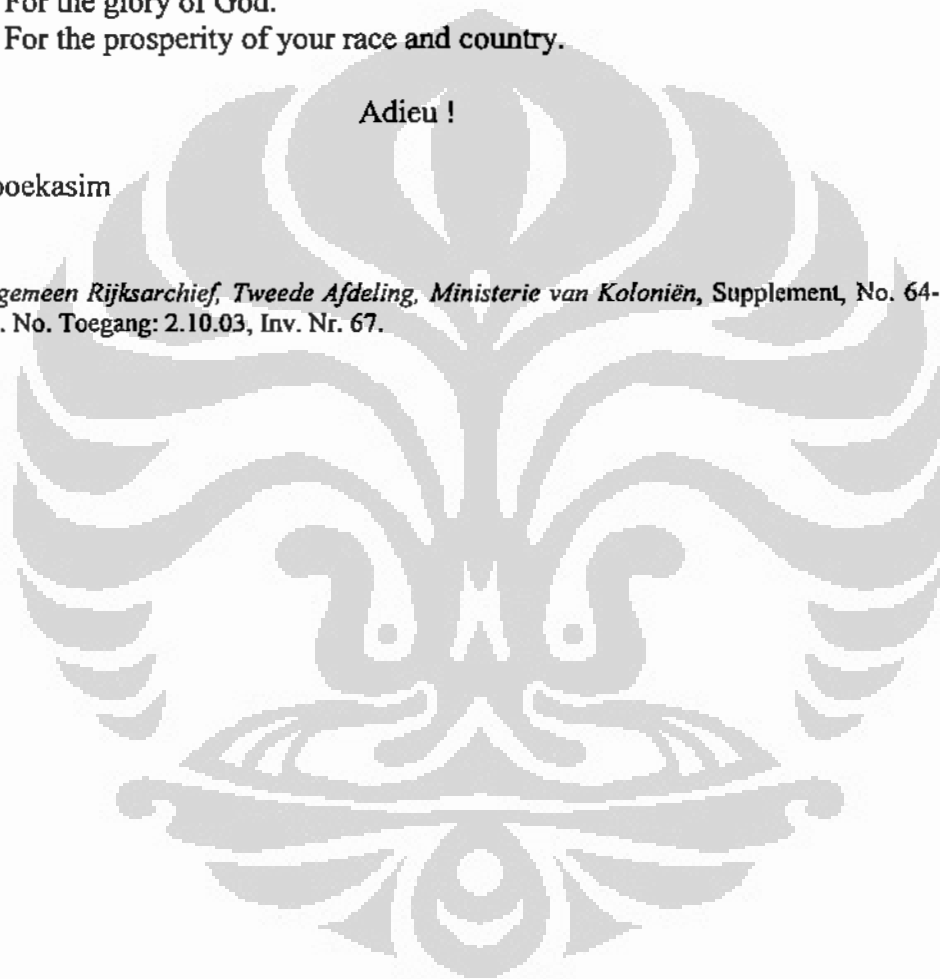 For the glory of God.
For the prosperity of your race and country.
Adieu !
oekasim
gemeen Rijksarchief, Tweede Afdeling, Ministerie van Koloniën, Supplement, No. 64-
. No. Toegang: 2.10.03, Inv. Nr. 67.